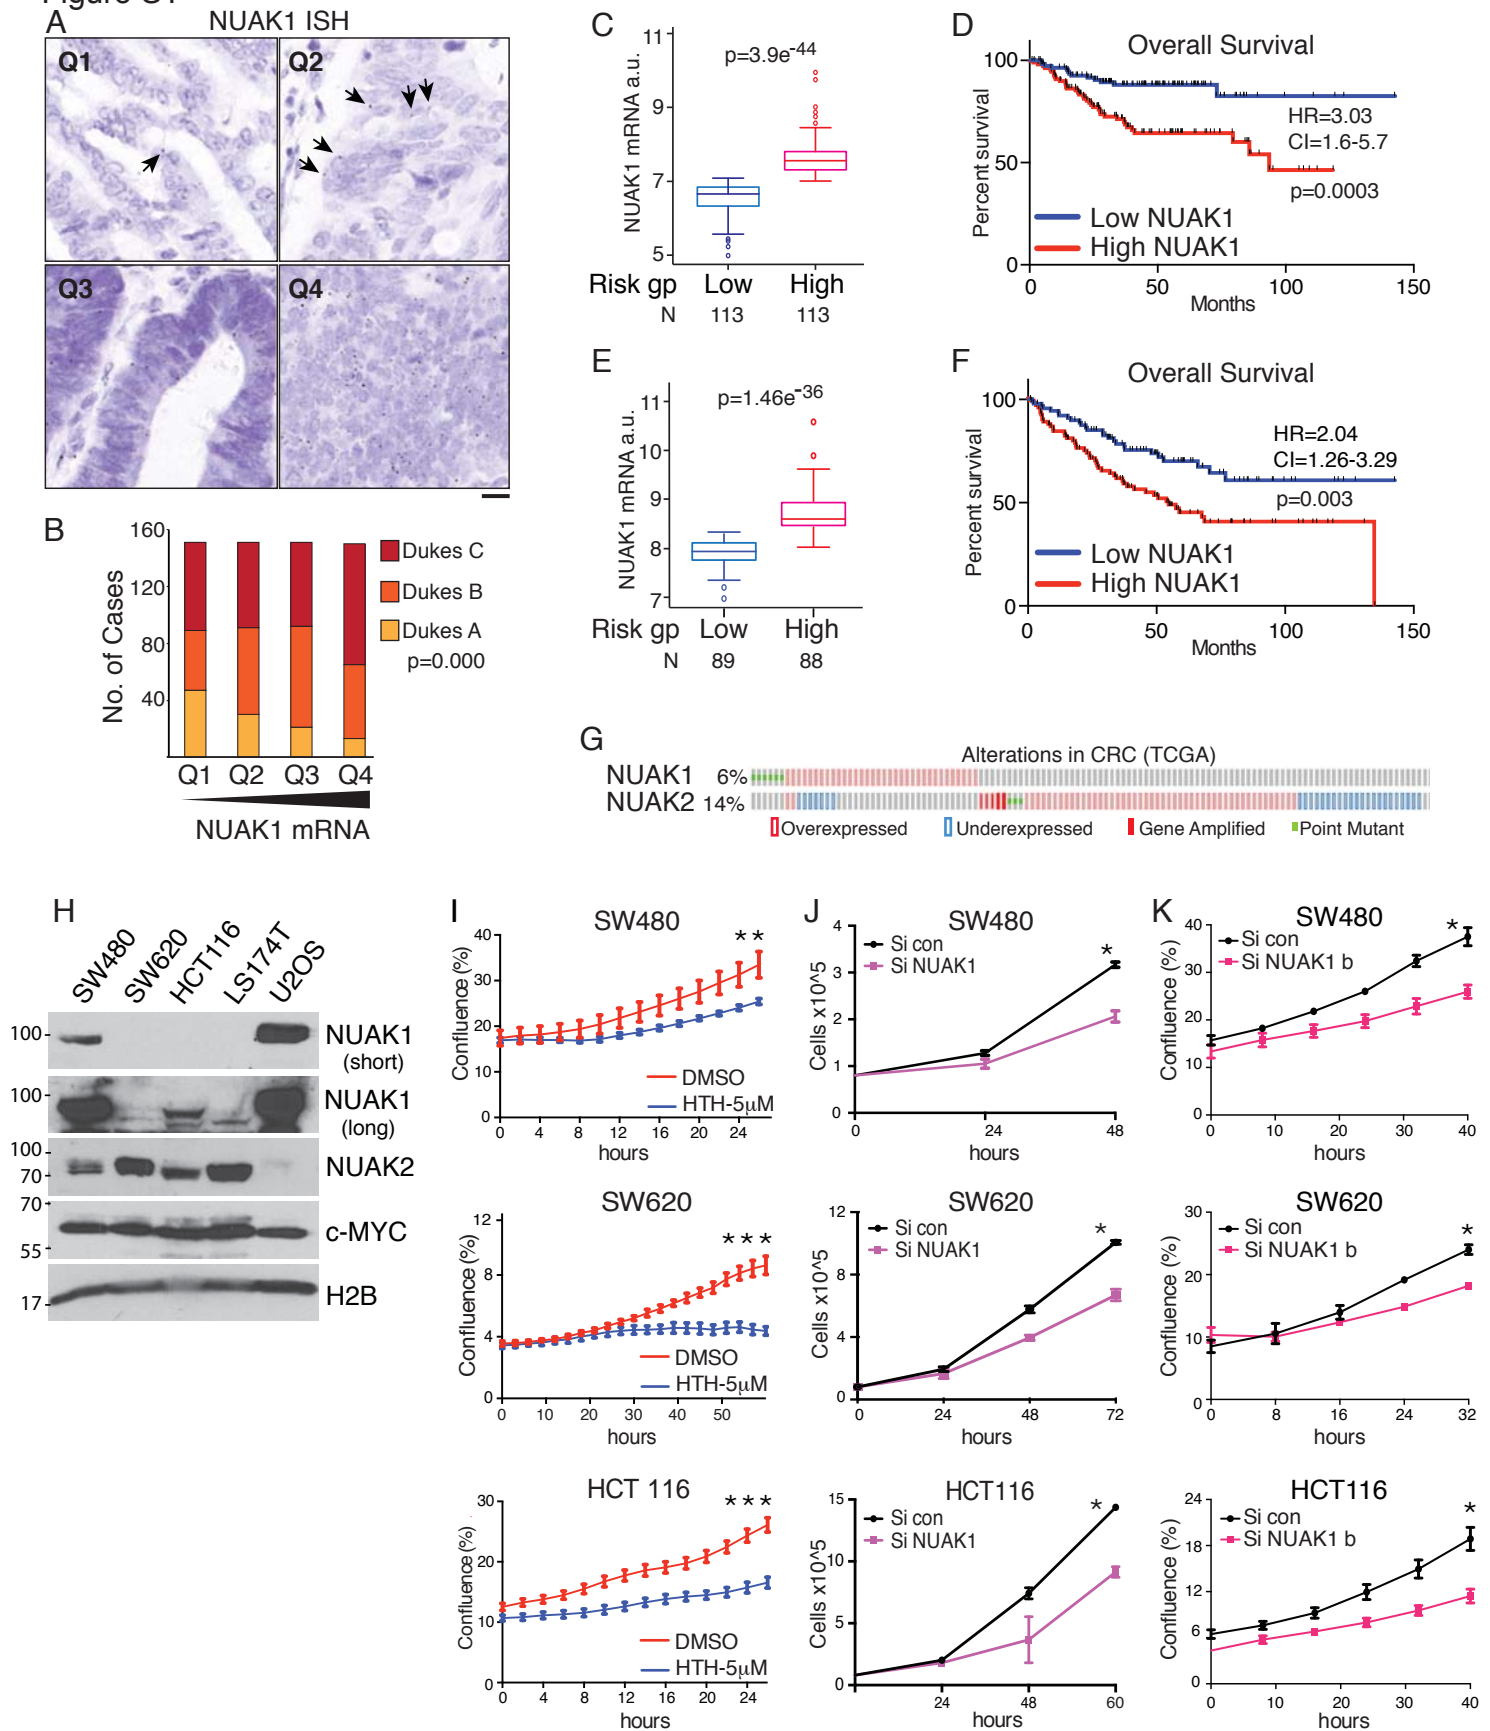 A
NUAK1 ISH
Q1
Q2
Q3
Q4
B
160
120
80
40
No. of Cases
Dukes C
Dukes B
Dukes A
p=0.000
Q1 Q2 Q3 Q4
NUAK1 mRNA
C
11
9
7
5
NUAK1 mRNA a.u.
p=3.9e-44
Risk gp Low High
N 113 113
D
Overall Survival
100
50
0
Percent survival
HR=3.03
CI=1.6-5.7
p=0.0003
Low NUAK1
High NUAK1
0 50 100 150
Months
E
11
10
9
8
7
NUAK1 mRNA a.u.
p=1.46e-36
Risk gp Low High
N 89 88
F
Overall Survival
100
50
0
Percent survival
HR=2.04
CI=1.26-3.29
p=0.003
Low NUAK1
High NUAK1
0 50 100 150
Months
G
Alterations in CRC (TCGA)
NUAK1 6%
NUAK2 14%
Overexpressed Underexpressed Gene Amplified Point Mutant
H
SW480 SW620 HCT116 LS174T U2OS
100 NUAK1
(short)
100 NUAK1
(long)
100
70 NUAK2
70
55 c-MYC
17 H2B
I
SW480
40
30
20
10
0
Confluence (%)
* *
DMSO
HTH-5µM
0 4 8 12 16 20 24
hours
SW620
12
8
4
0
Confluence (%)
* * *
DMSO
HTH-5µM
0 10 20 30 40 50
hours
HCT 116
30
20
10
0
Confluence (%)
* * *
DMSO
HTH-5µM
0 4 8 12 16 20 24
hours
J
SW480
4
3
2
1
0
Cells x10^5
Si con
Si NUAK1
*
0 24 48
hours
SW620
12
8
4
0
Cells x10^5
Si con
Si NUAK1
*
0 24 48 72
hours
HCT116
15
10
5
0
Cells x10^5
Si con
Si NUAK1
*
24 48 60
hours
K
SW480
40
30
20
10
0
Confluence (%)
Si con
Si NUAK1 b
*
0 10 20 30 40
hours
SW620
30
20
10
0
Confluence (%)
Si con
Si NUAK1 b
*
0 8 16 24 32
hours
HCT116
24
18
12
6
0
Confluence (%)
Si con
Si NUAK1 b
*
0 10 20 30 40
hours